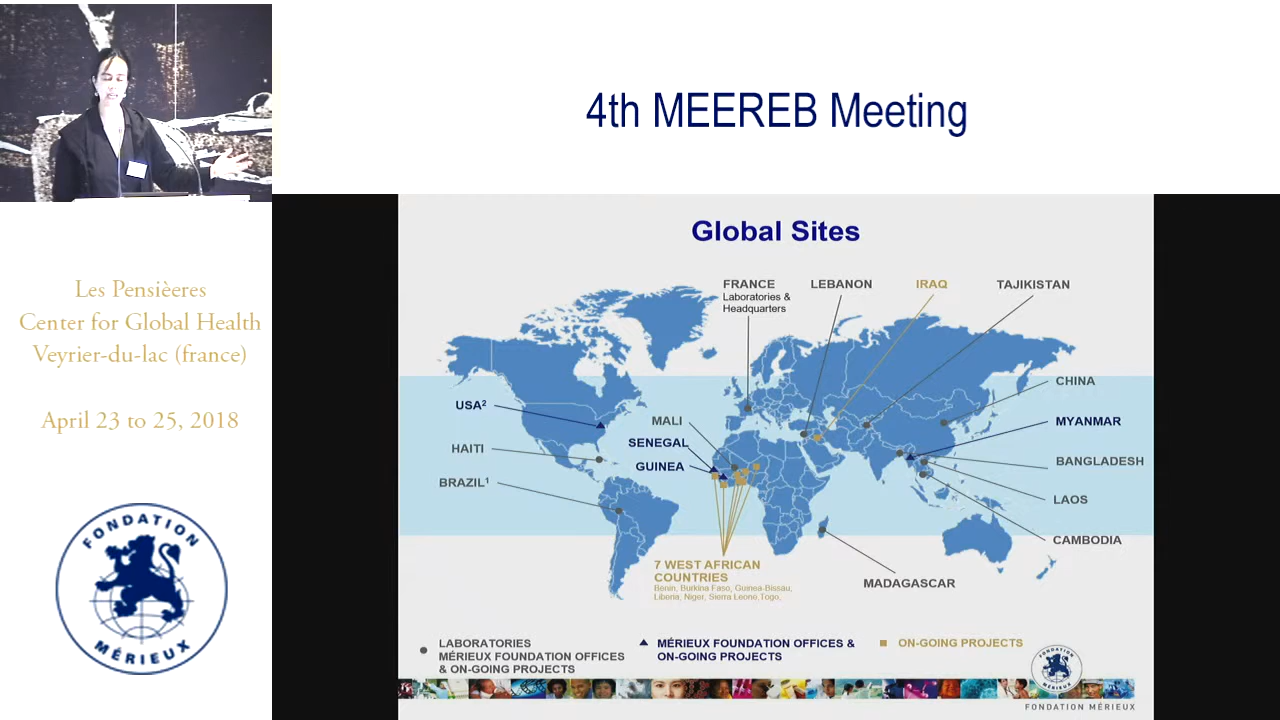 4th MEEREB Meeting
Les Pensièeres
Center for Global Health
Veyrier-du-lac (france)
April 23 to 25, 2018
FONDATION
MÉRIEUX
Global Sites
FRANCE
Laboratories &
Headquarters
LEBANON
IRAQ
TAJIKISTAN
CHINA
USA²
MALI
MYANMAR
SENEGAL
HAITI
GUINEA
BANGLADESH
BRAZIL¹
LAOS
CAMBODIA
7 WEST AFRICAN
COUNTRIES
Benin, Burkina Faso, Guinea-Bissau,
Liberia, Niger, Sierra Leone,Togo,
MADAGASCAR
LABORATORIES
MÉRIEUX FOUNDATION OFFICES
& ON-GOING PROJECTS
MÉRIEUX FOUNDATION OFFICES &
ON-GOING PROJECTS
ON-GOING PROJECTS
FONDATION MÉRIEUX